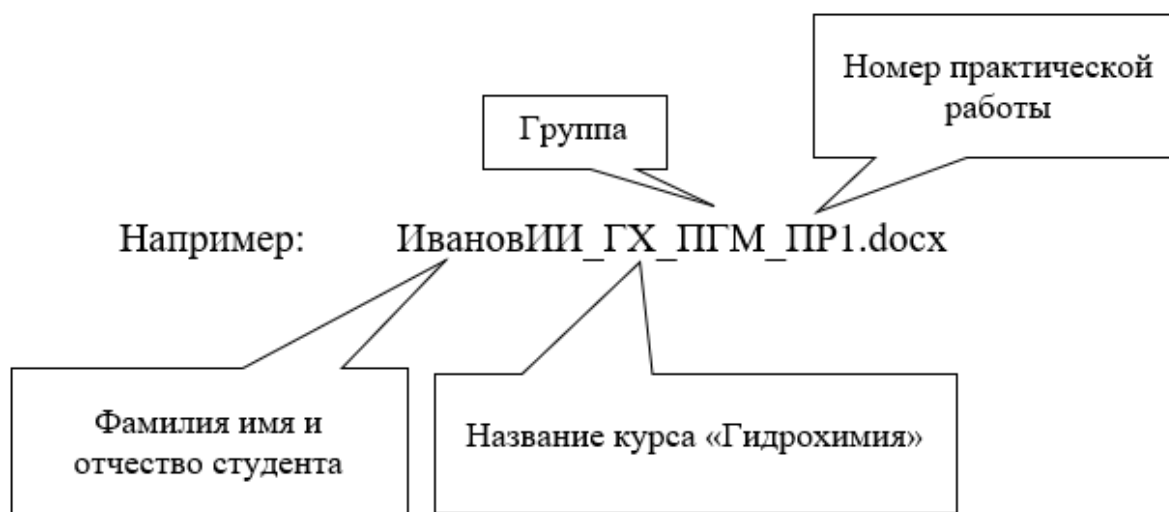 Номер практической
работы
Группа
Например: ИвановИИ_ГХ_ПГМ_ПР1.docx
Фамилия имя и
отчество студента
Название курса «Гидрохимия»